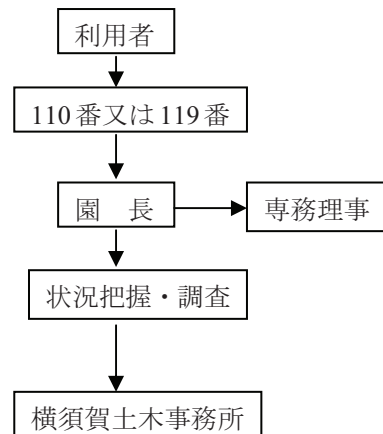 利用者
110番又は119番
園　長
専務理事
状況把握・調査
横須賀土木事務所